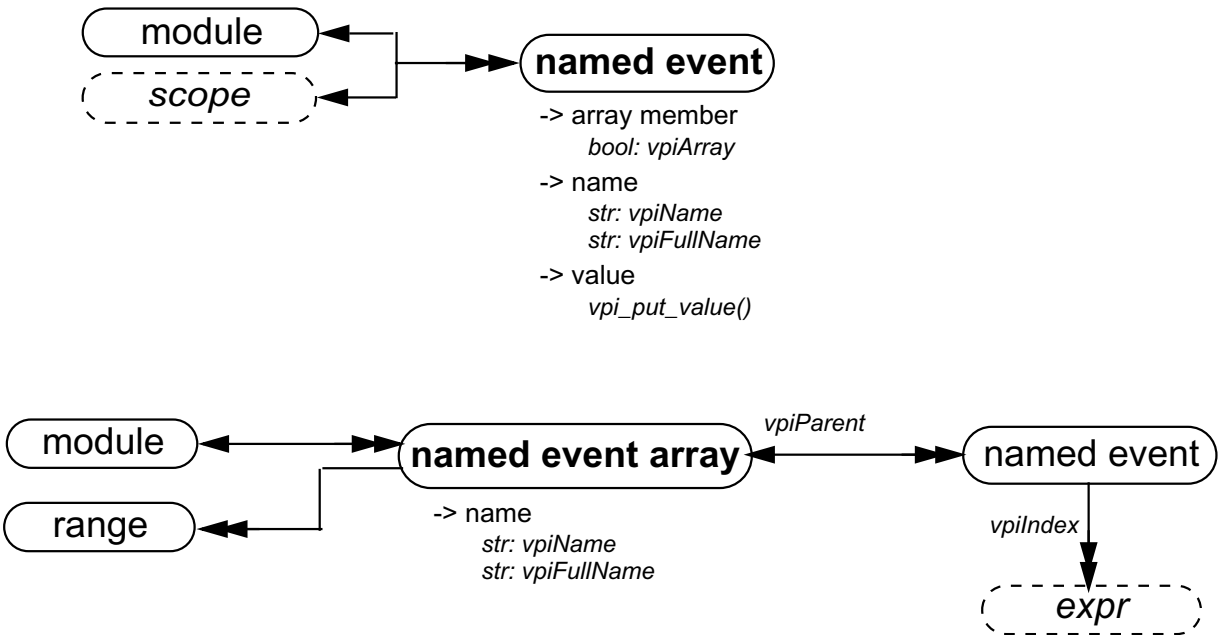 module
scope
named event
-> array member
bool: vpiArray
-> name
str: vpiName
str: vpiFullName
-> value
vpi_put_value()
module
range
named event array
-> name
str: vpiName
str: vpiFullName
vpiParent
named event
vpiIndex
expr